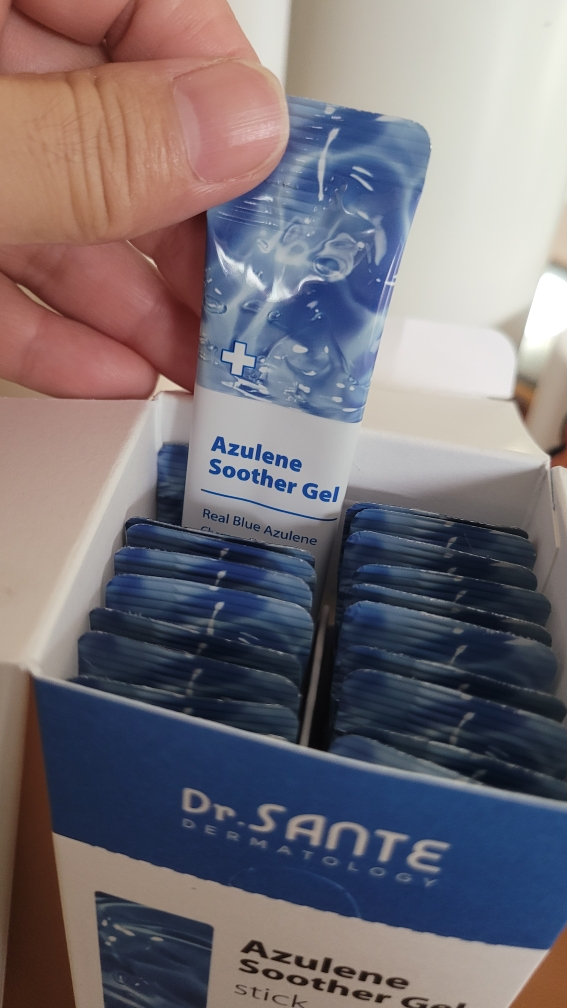 Azulene
Soother Gel
Real Blue Azulene
Dr.SANTE
DERMATOLOGY
Azulene
Soother Gel
stick